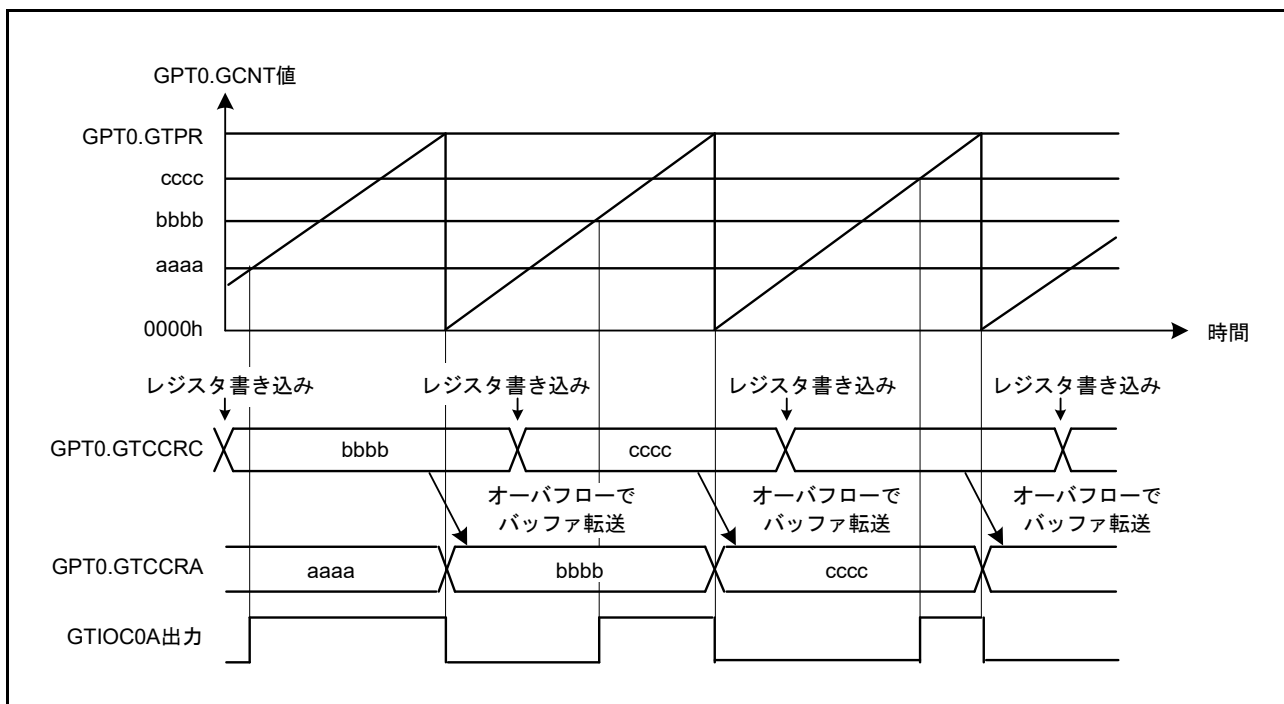 GPT0.GCNT値
GPT0.GTPR
cccc
bbbb
aaaa
0000h
時間
レジスタ書き込み
レジスタ書き込み
レジスタ書き込み
レジスタ書き込み
GPT0.GTCCRC
bbbb
cccc
オーバフローで
バッファ転送
オーバフローで
バッファ転送
オーバフローで
バッファ転送
GPT0.GTCCRA
aaaa
bbbb
cccc
GTIOC0A出力